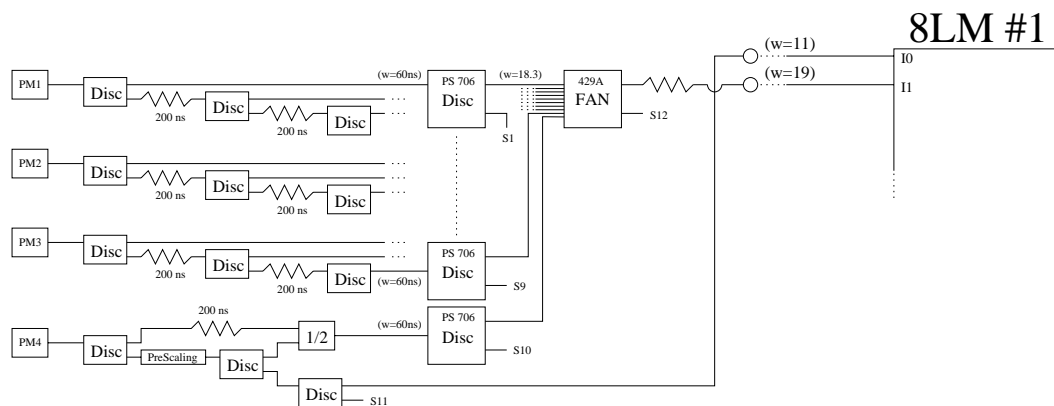 8LM #1
(w=11)
I0
(w=19)
I1
PM1
Disc
200 ns
Disc
200 ns
Disc
(w=60ns)
PS 706
Disc
S1
(w=18.3)
429A
FAN
S12
PM2
Disc
200 ns
Disc
200 ns
Disc
PM3
Disc
200 ns
Disc
200 ns
Disc
(w=60ns)
PS 706
Disc
S9
PM4
Disc
200 ns
PreScaling
Disc
1/2
(w=60ns)
PS 706
Disc
S10
Disc
S11